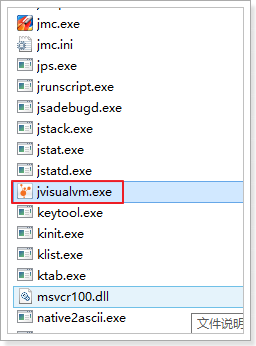 jmc.exe
jmc.ini
jps.exe
jrunscript.exe
jsadebugd.exe
jstack.exe
jstat.exe
jstatd.exe
jvisualvm.exe
keytool.exe
kinit.exe
klist.exe
ktab.exe
msvcr100.dll
native2ascii.exe
文件说明